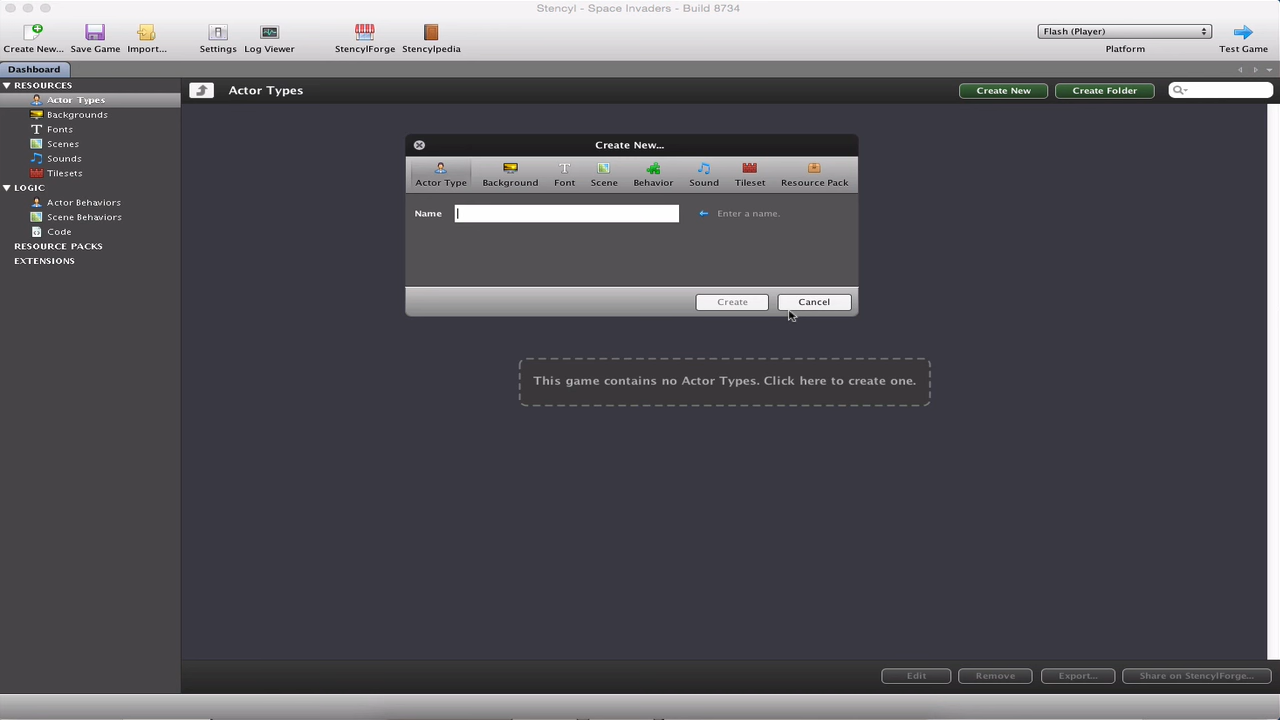 Stencyl - Space Invaders - Build 8734
Create New... Save Game Import... Settings Log Viewer StencylForge Stencylpedia Flash (Player) Platform Test Game
Dashboard
RESOURCES
Actor Types
Backgrounds
Fonts
Scenes
Sounds
Tilesets
LOGIC
Actor Behaviors
Scene Behaviors
Code
RESOURCE PACKS
EXTENSIONS
Actor Types Create New Create Folder
Create New...
Actor Type Background Font Scene Behavior Sound Tileset Resource Pack
Name Enter a name.
Create Cancel
This game contains no Actor Types. Click here to create one.
Edit Remove Export... Share on StencylForge...